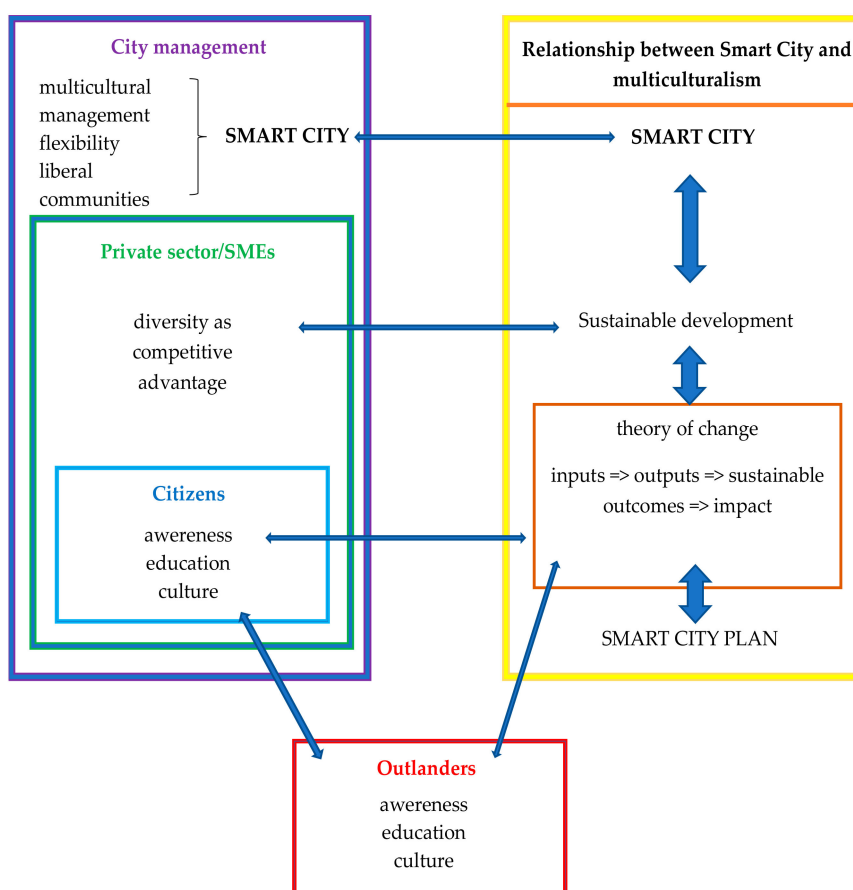 City management
multicultural
management
flexibility
liberal
communities
SMART CITY
Private sector/SMEs
diversity as
competitive
advantage
Citizens
awereness
education
culture
Relationship between Smart City and
multiculturalism
SMART CITY
Sustainable development
theory of change
inputs => outputs => sustainable
outcomes => impact
SMART CITY PLAN
Outlanders
awereness
education
culture